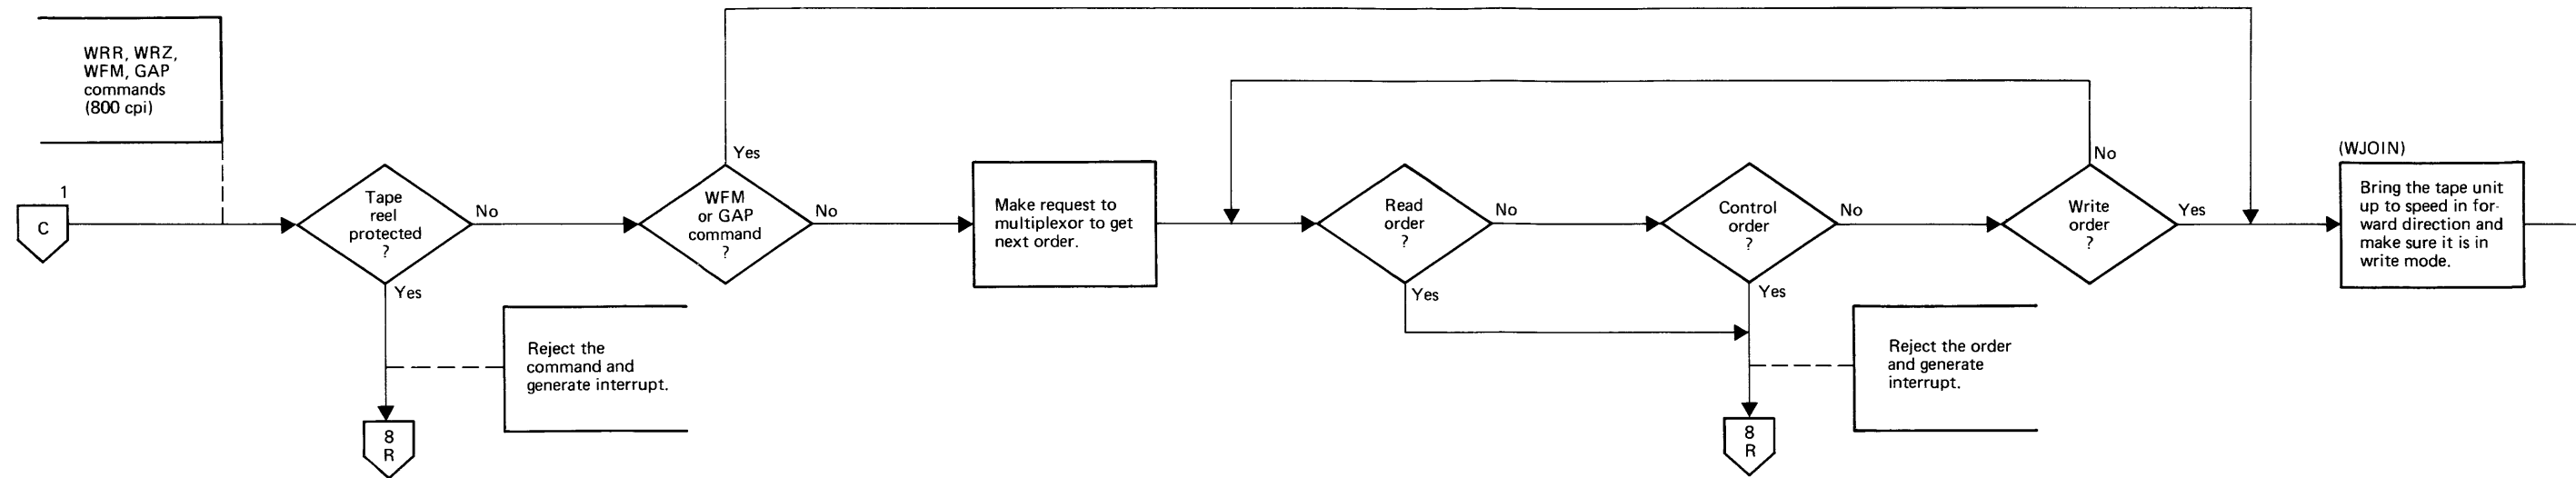 WRR, WRZ,
WFM, GAP
commands
(800 cpi)
1
C
Tape
reel
protected
?
No
Yes
Reject the
command and
generate interrupt.
8
R
WFM
or GAP
command
?
Yes
No
Make request to
multiplexor to get
next order.
Read
order
?
No
Yes
Control
order
?
No
Yes
Reject the order
and generate
interrupt.
8
R
Write
order
?
No
Yes
(WJOIN)
Bring the tape unit
up to speed in for-
ward direction and
make sure it is in
write mode.